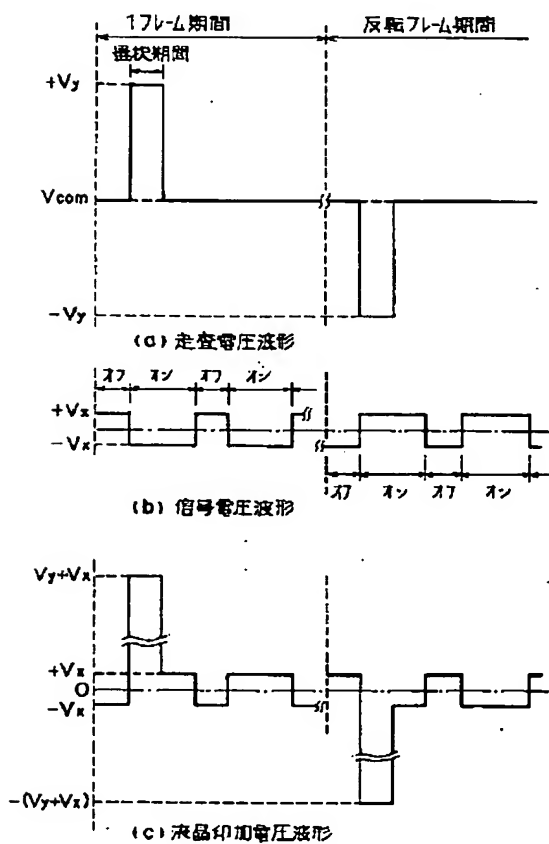 1フレーム期間 反転フレーム期間
選択期間
+Vy
Vcom
-Vy
(a) 走査電圧波形
オフ オン オフ オン
+Vx
-Vx
オフ オン オフ オン
(b) 信号電圧波形
Vy+Vx
+Vx
0
-Vx
-(Vy+Vx)
(c) 液晶印加電圧波形